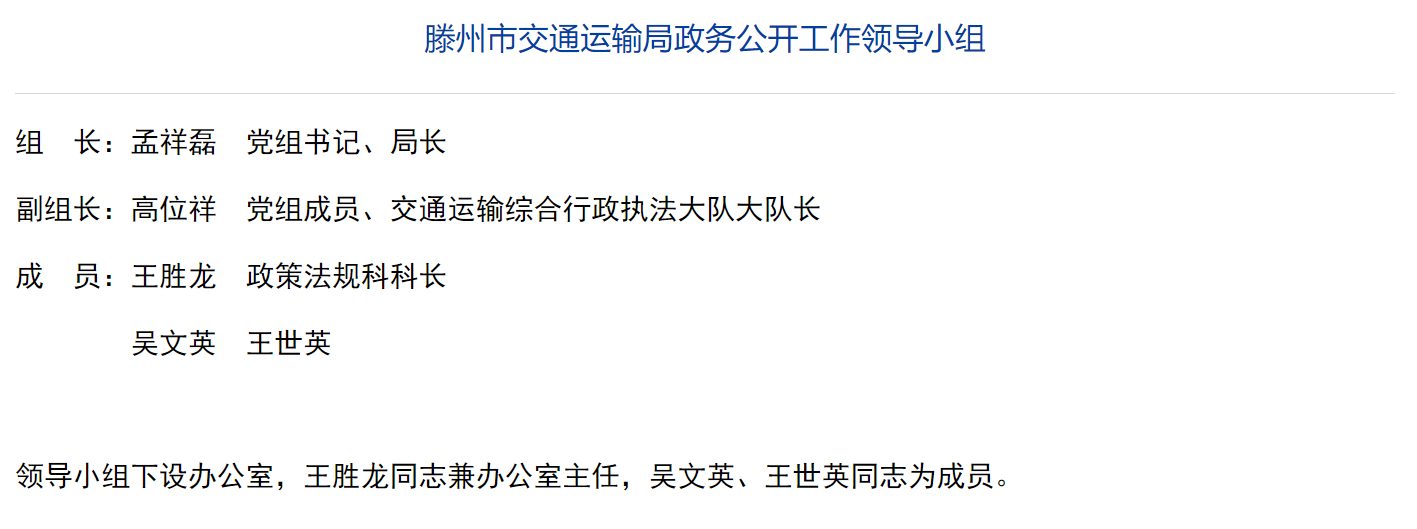 滕州市交通运输局政务公开工作领导小组
组　长：孟祥磊　党组书记、局长
副组长：高位祥　党组成员、交通运输综合行政执法大队大队长
成　员：王胜龙　政策法规科科长
吴文英　王世英
领导小组下设办公室，王胜龙同志兼办公室主任，吴文英、王世英同志为成员。